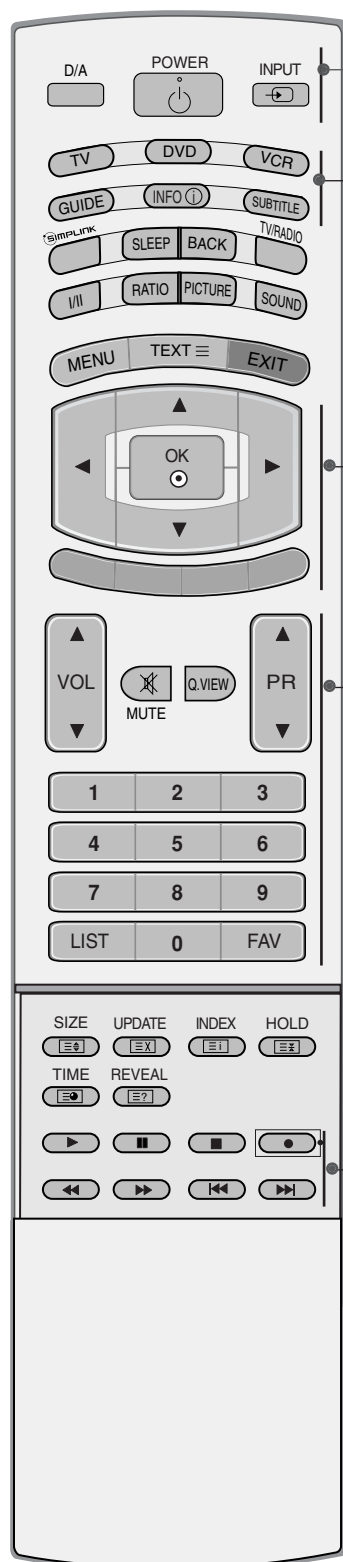 D/A POWER INPUT
TV DVD VCR
GUIDE INFO ⓘ SUBTITLE
SIMPLINK SLEEP BACK TV/RADIO
I/II RATIO PICTURE SOUND
MENU TEXT EXIT
OK
VOL MUTE Q.VIEW PR
1 2 3
4 5 6
7 8 9
LIST 0 FAV
SIZE UPDATE INDEX HOLD
TIME REVEAL